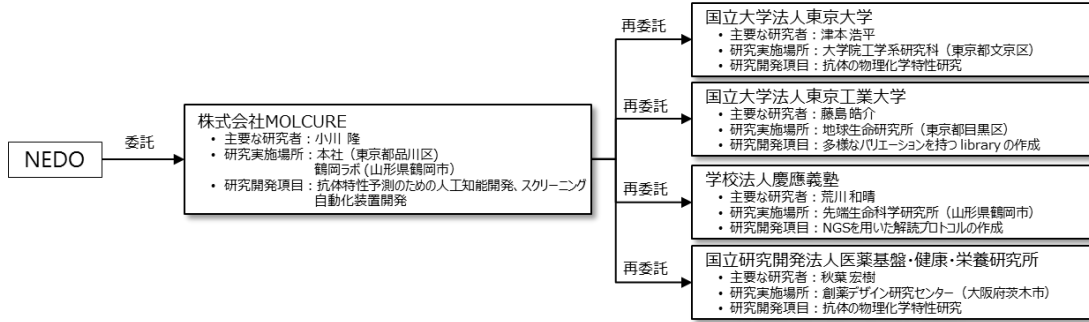 NEDO
委託
株式会社MOLCURE
• 主要な研究者：小川 隆
• 研究実施場所：本社（東京都品川区)
鶴岡ラボ (山形県鶴岡市)
• 研究開発項目：抗体特性予測のための人工知能開発、スクリーニング
自動化装置開発
再委託
国立大学法人東京大学
• 主要な研究者：津本 浩平
• 研究実施場所：大学院工学系研究科（東京都文京区）
• 研究開発項目：抗体の物理化学特性研究
再委託
国立大学法人東京工業大学
• 主要な研究者：藤島 皓介
• 研究実施場所：地球生命研究所（東京都目黒区）
• 研究開発項目：多様なバリエーションを持つ library の作成
再委託
学校法人慶應義塾
• 主要な研究者：荒川 和晴
• 研究実施場所：先端生命科学研究所（山形県鶴岡市）
• 研究開発項目：NGSを用いた解読プロトコルの作成
再委託
国立研究開発法人医薬基盤・健康・栄養研究所
• 主要な研究者：秋葉 宏樹
• 研究実施場所：創薬デザイン研究センター（大阪府茨木市）
• 研究開発項目：抗体の物理化学特性研究